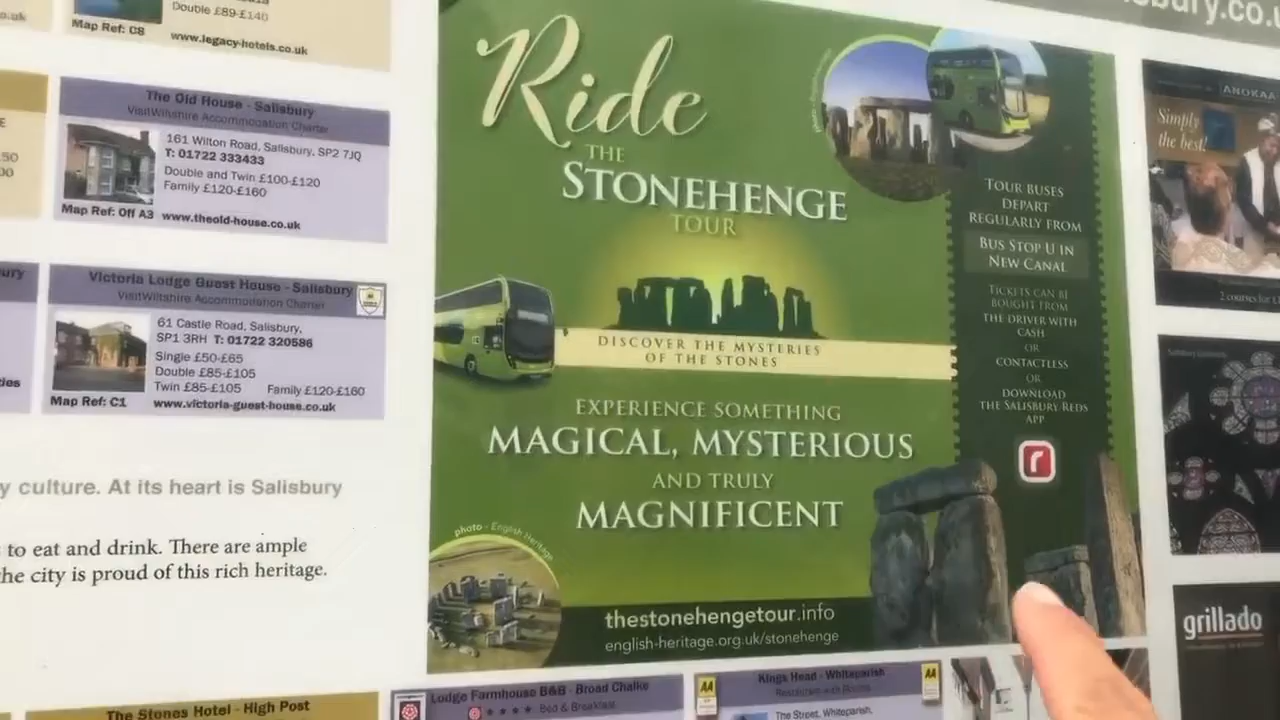 o.uk
Double £89-£140
Map Ref: C8
www.legacy-hotels.co.uk
The Old House - Salisbury
VisitWiltshire Accommodation Charter
161 Wilton Road, Salisbury, SP2 7JQ
T: 01722 333433
Double and Twin £100-£120
Family £120-£160
Map Ref: Off A3 www.theold-house.co.uk
Victoria Lodge Guest House - Salisbury
VisitWiltshire Accommodation Charter
61 Castle Road, Salisbury,
SP1 3RH T: 01722 320586
Single £50-£65
Double £85-£105
Twin £85-£105 Family £120-£160
Map Ref: C1 www.victoria-guest-house.co.uk
y culture. At its heart is Salisbury
to eat and drink. There are ample
he city is proud of this rich heritage.
The Stones Hotel - High Post
Ride
THE
STONEHENGE
TOUR
DISCOVER THE MYSTERIES
OF THE STONES
EXPERIENCE SOMETHING
MAGICAL, MYSTERIOUS
AND TRULY
MAGNIFICENT
photo - English Heritage
thestonehengetour.info
english-heritage.org.uk/stonehenge
TOUR BUSES
DEPART
REGULARLY FROM
BUS STOP U IN
NEW CANAL
TICKETS CAN BE
BOUGHT FROM
THE DRIVER WITH
CASH
OR
CONTACTLESS
OR
DOWNLOAD
THE SALISBURY REDS
APP
r
Lodge Farmhouse B&B - Broad Chalke
Bed & Breakfast
AA
Kings Head - Whiteparish
Restaurant with Rooms
The Street, Whiteparish,
AA
sbury.co.u
ANOKAA
Simply
the best!
2 courses for
grillado